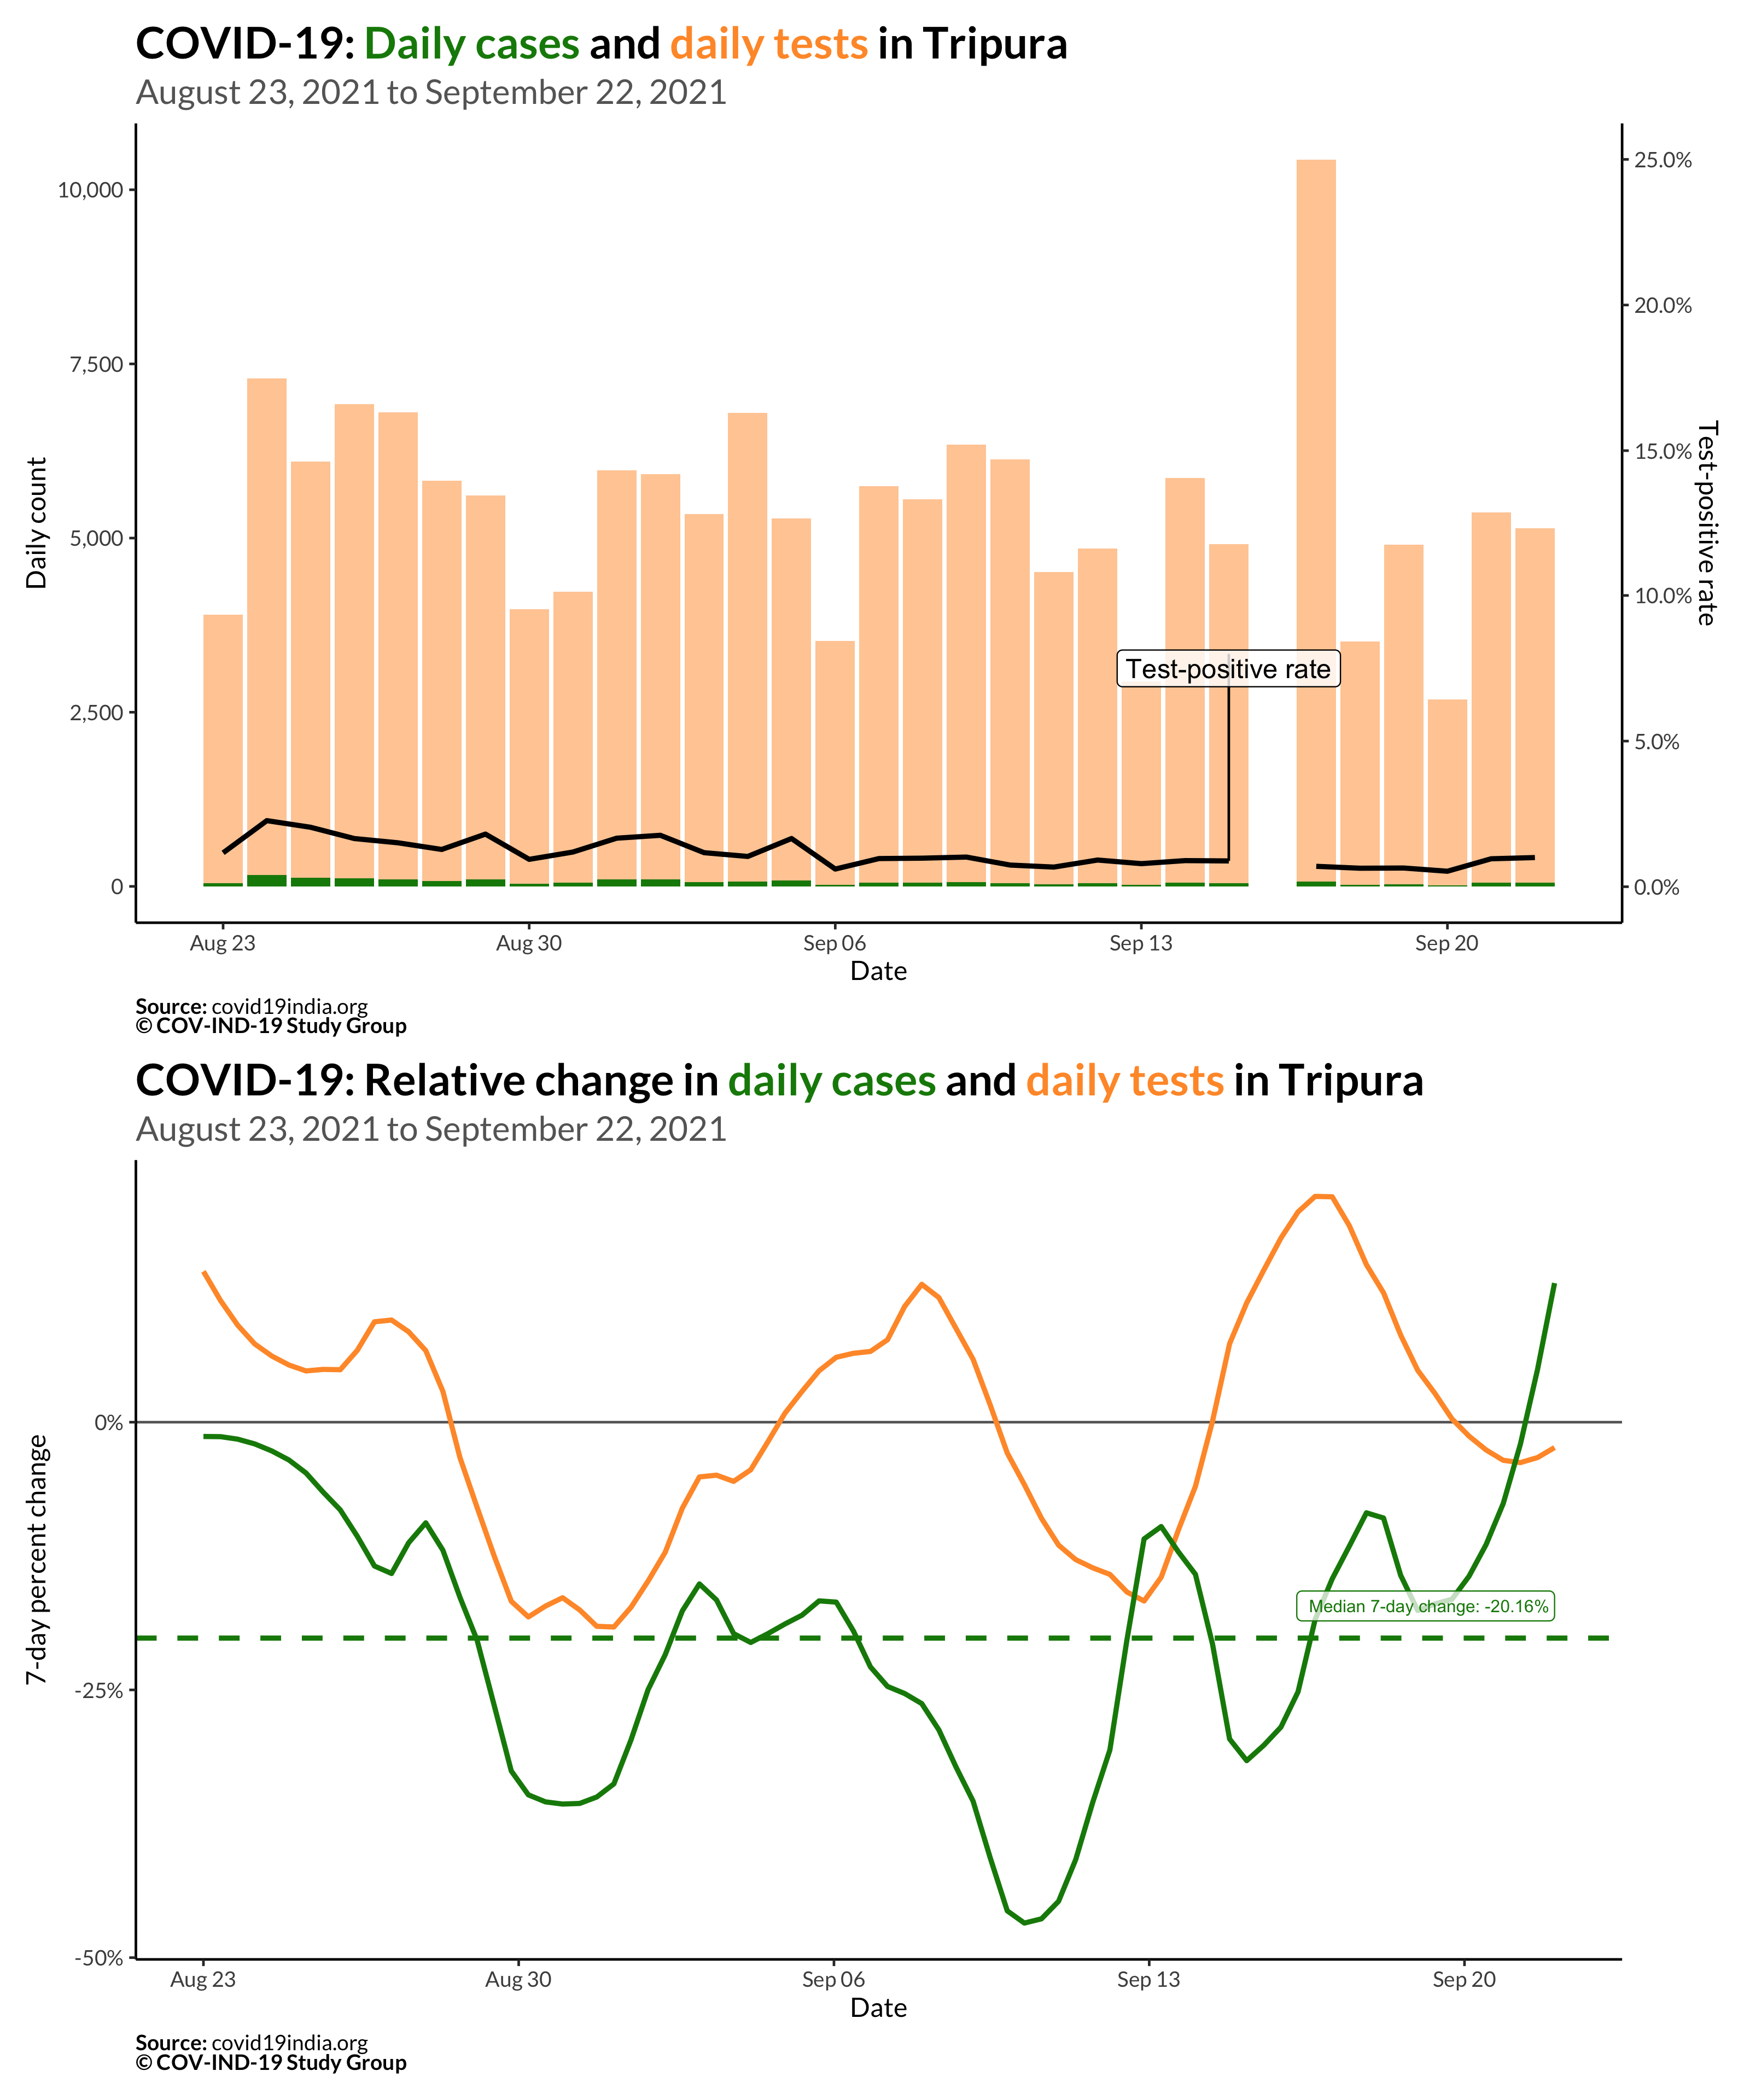 COVID-19: Daily cases and daily tests in Tripura
August 23, 2021 to September 22, 2021
10,000
7,500
5,000
2,500
0
Daily count
25.0%
20.0%
15.0%
10.0%
5.0%
0.0%
Test-positive rate
Test-positive rate
Aug 23
Aug 30
Sep 06
Sep 13
Sep 20
Date
Source: covid19india.org
© COV-IND-19 Study Group
COVID-19: Relative change in daily cases and daily tests in Tripura
August 23, 2021 to September 22, 2021
0%
-25%
-50%
7-day percent change
Median 7-day change: -20.16%
Aug 23
Aug 30
Sep 06
Sep 13
Sep 20
Date
Source: covid19india.org
© COV-IND-19 Study Group